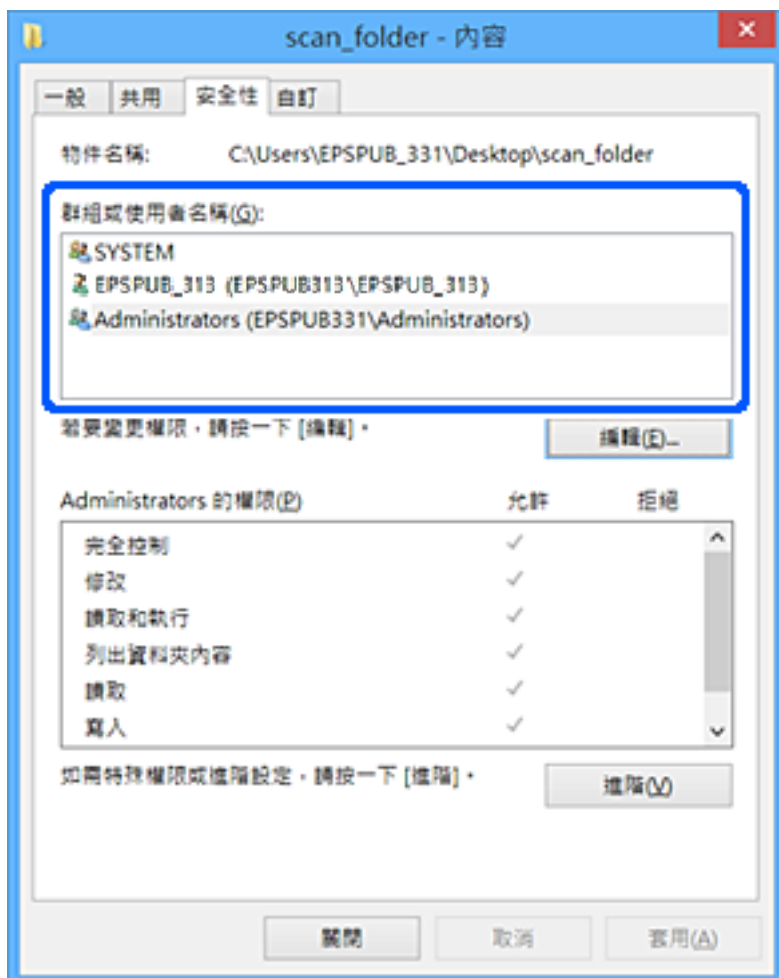 scan_folder - 內容
一般 共用 安全性 自訂
物件名稱: C:\Users\EPSPUB_331\Desktop\scan_folder
群組或使用者名稱(G):
SYSTEM
EPSPUB_313 (EPSPUB313\EPSPUB_313)
Administrators (EPSPUB331\Administrators)
若要變更權限，請按一下 [編輯]。 編輯(E)...
Administrators 的權限(P) 允許 拒絕
完全控制
修改
讀取和執行
列出資料夾內容
讀取
寫入
如需特殊權限或進階設定，請按一下 [進階]。 進階(V)
關閉 取消 套用(A)